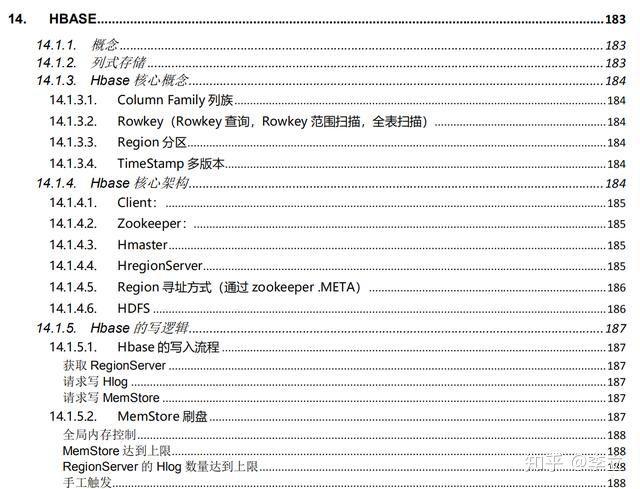 14. HBASE 183
14.1.1. 概念 183
14.1.2. 列式存储 183
14.1.3. Hbase 核心概念 184
14.1.3.1. Column Family 列族 184
14.1.3.2. Rowkey（Rowkey 查询，Rowkey 范围扫描，全表扫描） 184
14.1.3.3. Region 分区 184
14.1.3.4. TimeStamp 多版本 184
14.1.4. Hbase 核心架构 184
14.1.4.1. Client： 185
14.1.4.2. Zookeeper： 185
14.1.4.3. Hmaster 185
14.1.4.4. HregionServer 185
14.1.4.5. Region 寻址方式（通过 zookeeper .META） 186
14.1.4.6. HDFS 186
14.1.5. Hbase 的写逻辑 187
14.1.5.1. Hbase 的写入流程 187
获取 RegionServer 187
请求写 Hlog 187
请求写 MemStore 187
14.1.5.2. MemStore 刷盘 187
全局内存控制 188
MemStore 达到上限 188
RegionServer 的 Hlog 数量达到上限 188
手工触发 188
知乎